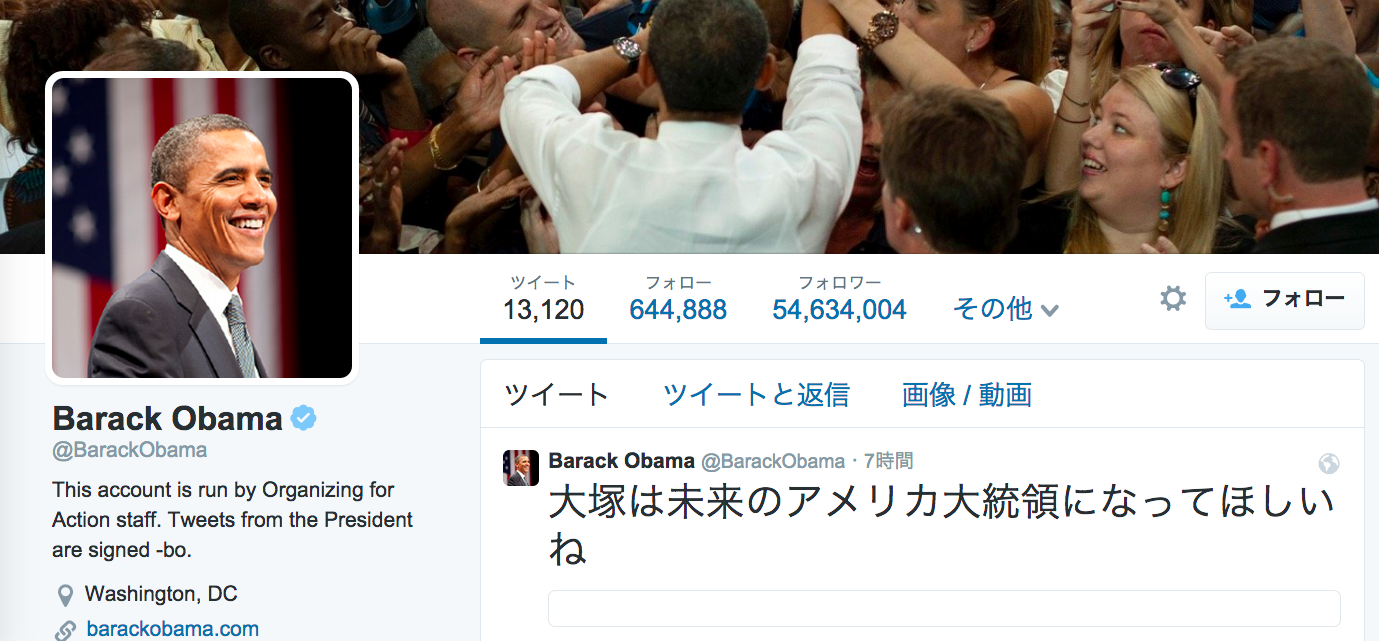 ツイート
13,120
フォロー
644,888
フォロワー
54,634,004
その他
フォロー
Barack Obama
@BarackObama
This account is run by Organizing for
Action staff. Tweets from the President
are signed -bo.
Washington, DC
barackobama.com
ツイート
ツイートと返信
画像 / 動画
Barack Obama @BarackObama · 7時間
大塚は未来のアメリカ大統領になってほしい
ね